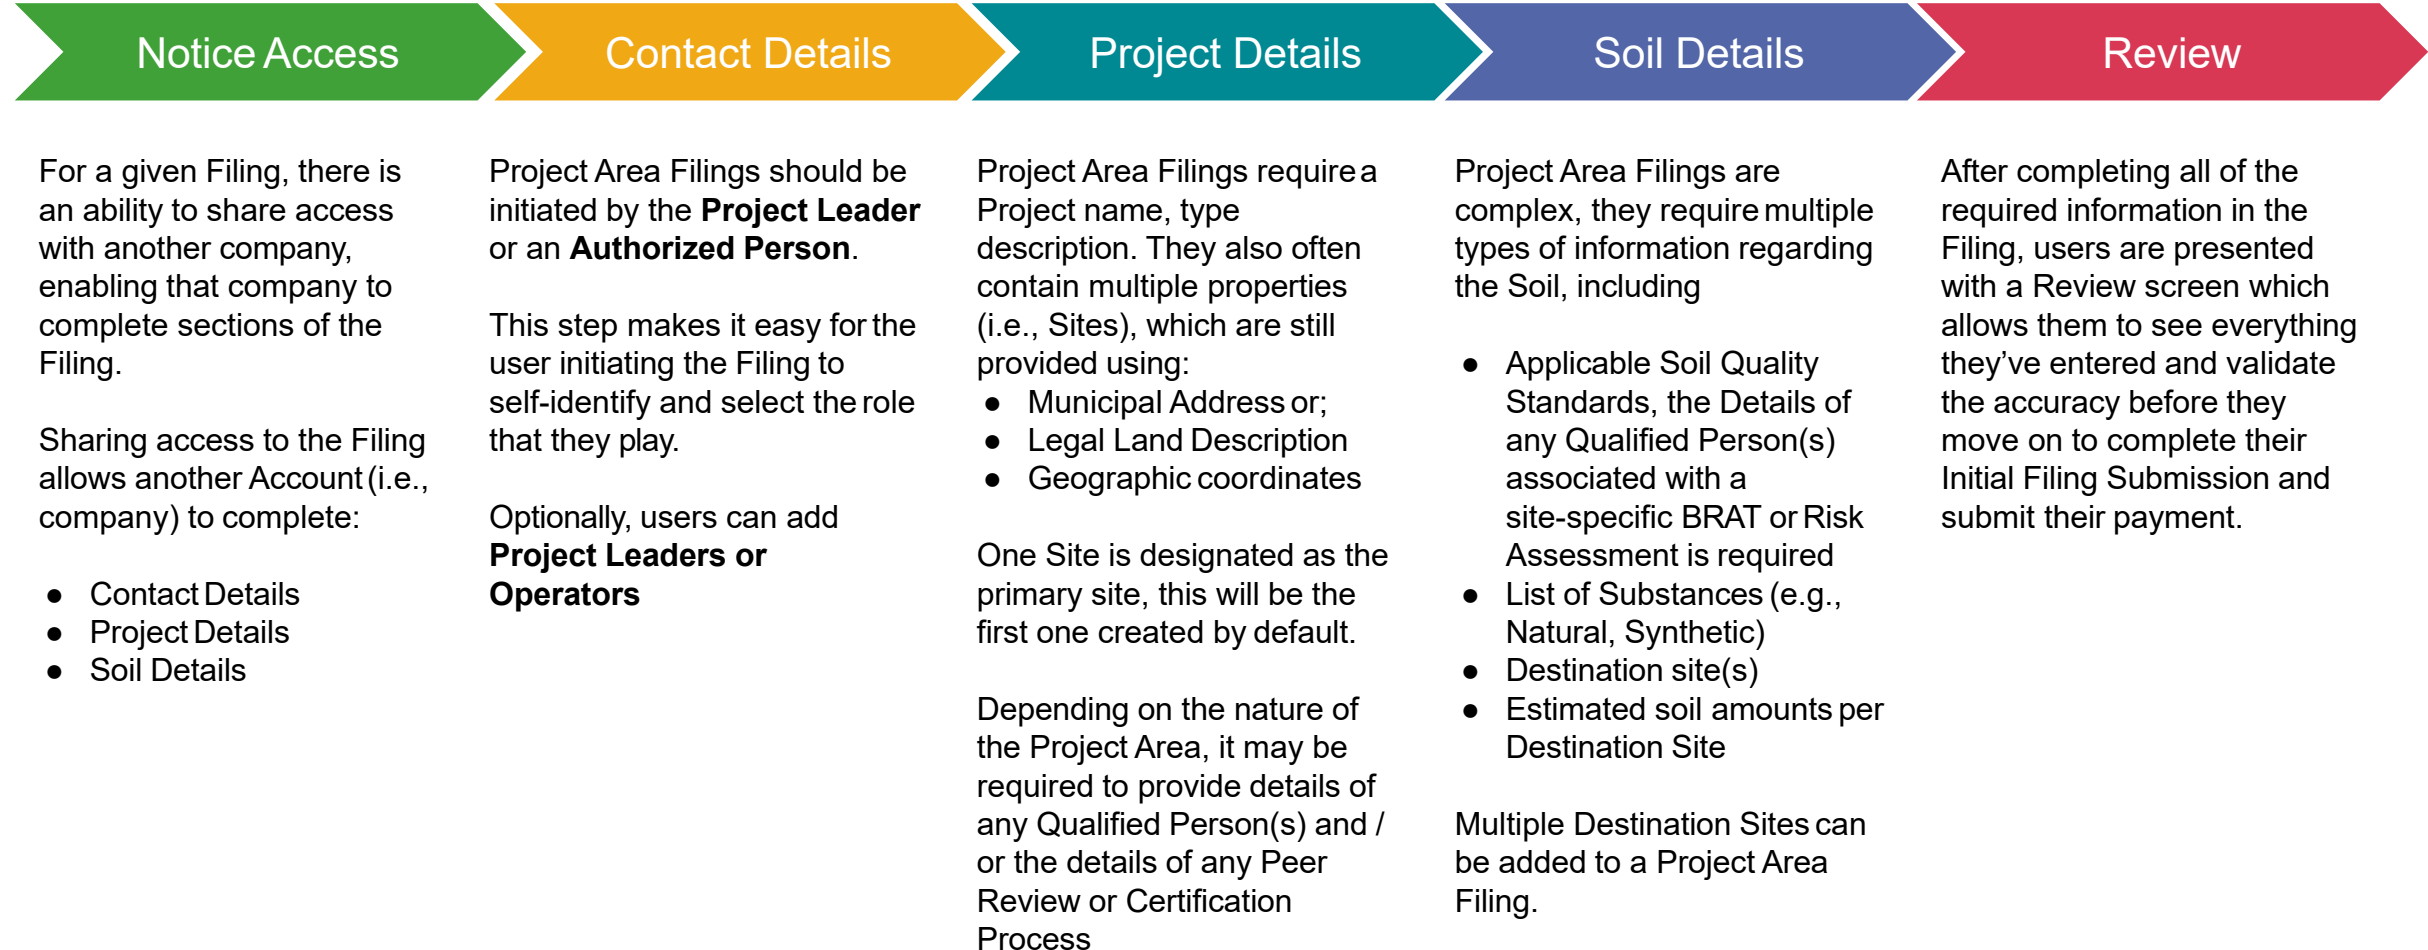 Notice Access
Contact Details
Project Details
Soil Details
Review
For a given Filing, there is
an ability to share access
with another company,
enabling that company to
complete sections of the
Filing.
Sharing access to the Filing
allows another Account (i.e.,
company) to complete:
● Contact Details
● Project Details
● Soil Details
Project Area Filings should be
initiated by the Project Leader
or an Authorized Person.
This step makes it easy for the
user initiating the Filing to
self-identify and select the role
that they play.
Optionally, users can add
Project Leaders or
Operators
Project Area Filings require a
Project name, type
description. They also often
contain multiple properties
(i.e., Sites), which are still
provided using:
● Municipal Address or;
● Legal Land Description
● Geographic coordinates
One Site is designated as the
primary site, this will be the
first one created by default.
Depending on the nature of
the Project Area, it may be
required to provide details of
any Qualified Person(s) and /
or the details of any Peer
Review or Certification
Process
Project Area Filings are
complex, they require multiple
types of information regarding
the Soil, including
● Applicable Soil Quality
Standards, the Details of
any Qualified Person(s)
associated with a
site-specific BRAT or Risk
Assessment is required
● List of Substances (e.g.,
Natural, Synthetic)
● Destination site(s)
● Estimated soil amounts per
Destination Site
Multiple Destination Sites can
be added to a Project Area
Filing.
After completing all of the
required information in the
Filing, users are presented
with a Review screen which
allows them to see everything
they’ve entered and validate
the accuracy before they
move on to complete their
Initial Filing Submission and
submit their payment.